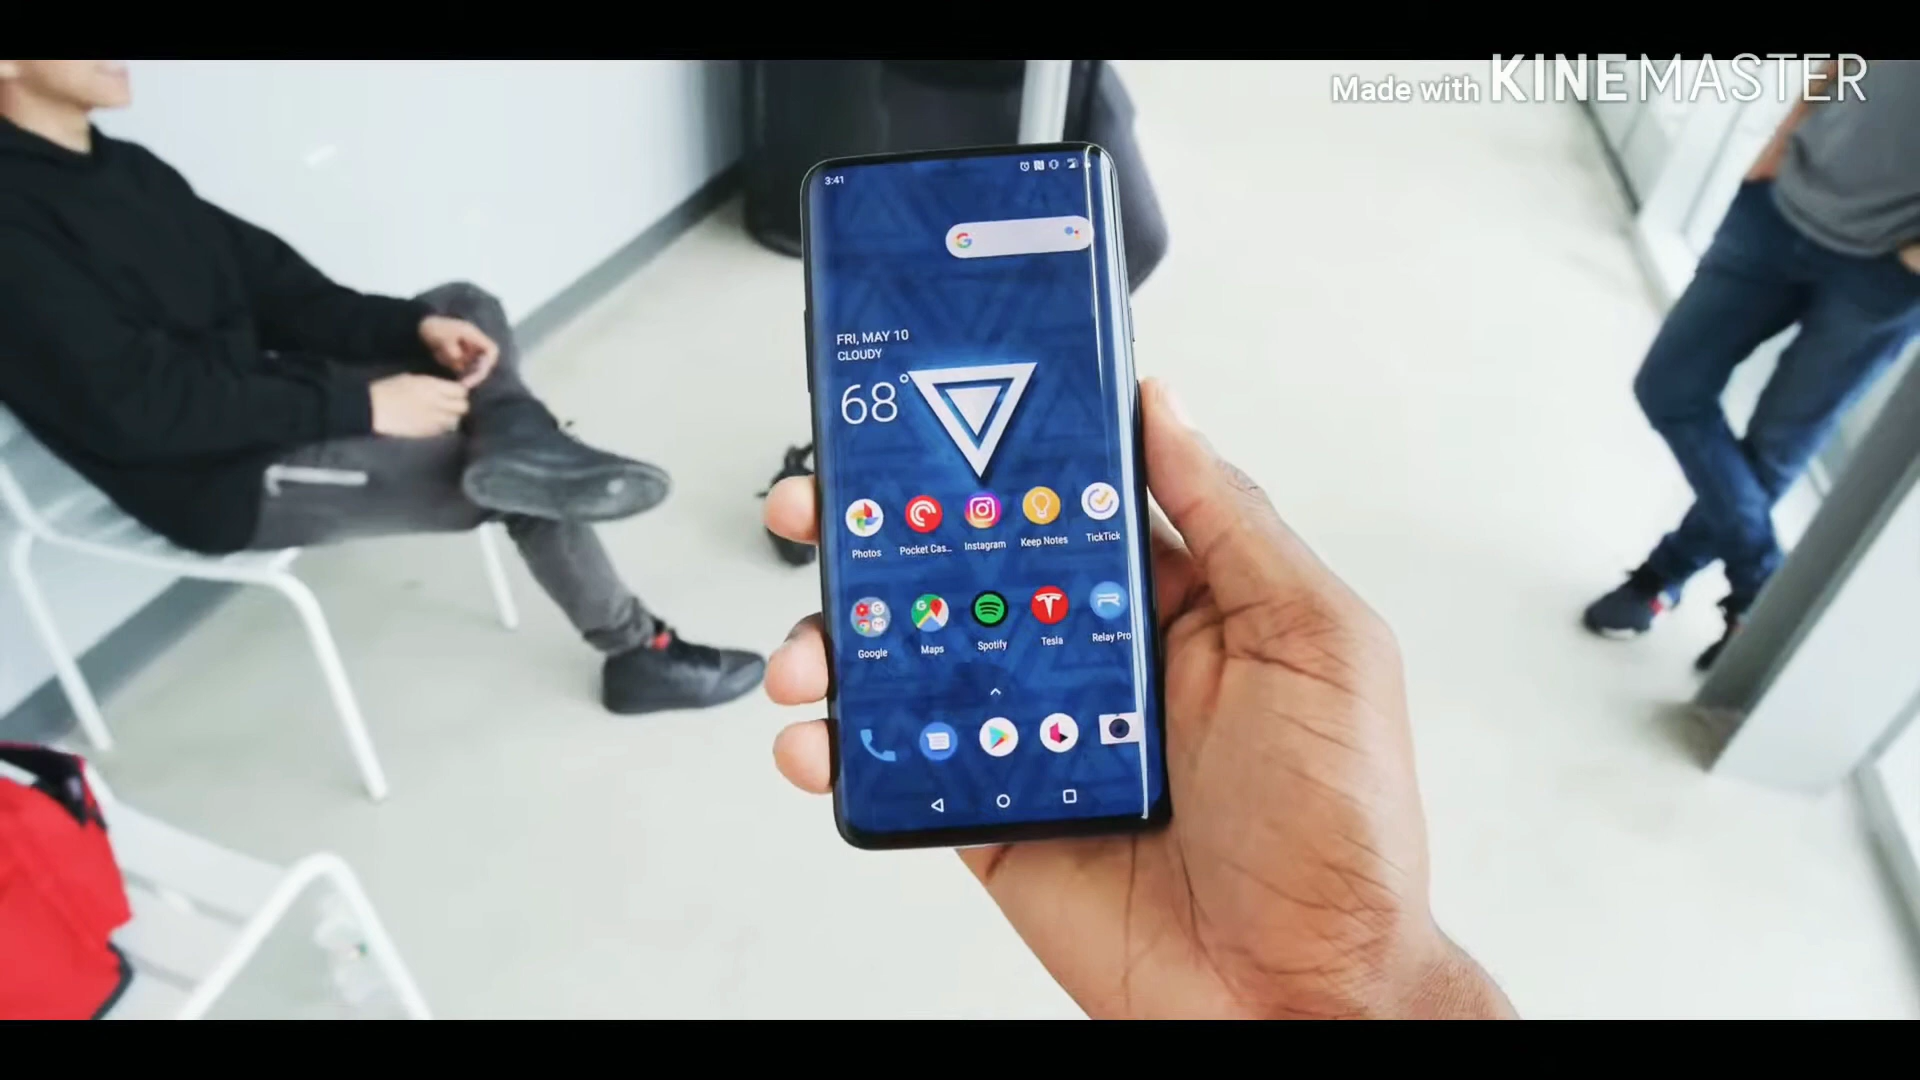 Made with KINEMASTER
3:41
FRI, MAY 10
CLOUDY
68°
Photos
Pocket Cas...
Instagram
Keep Notes
TickTick
Google
Maps
Spotify
Tesla
Relay Pro